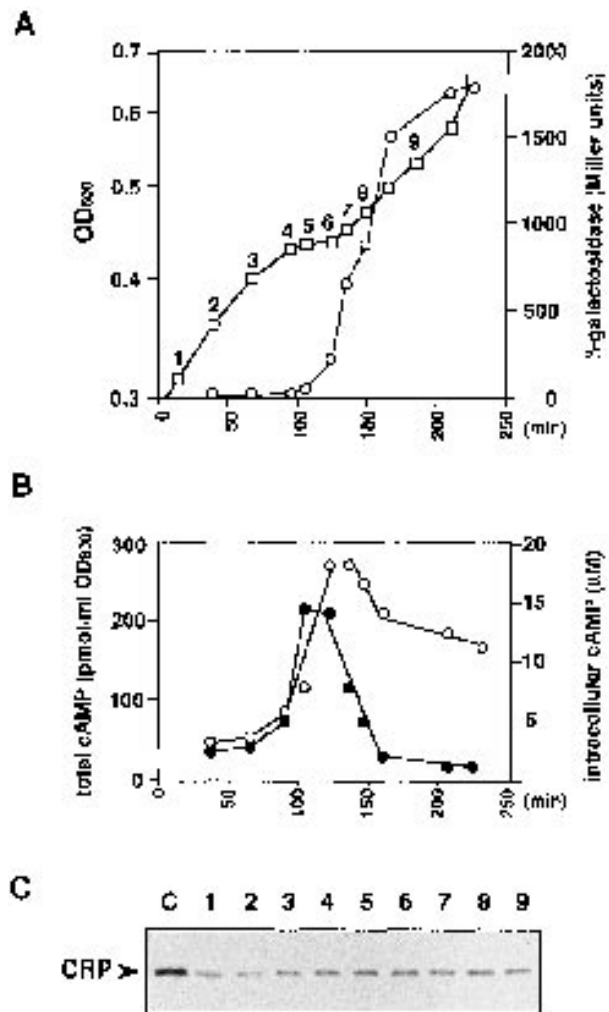 A
0.7
0.6
0.5
0.4
0.3
OD600
1 2 3 4 5 6 7 8 9
2000
1500
1000
500
0
β-galactosidase (Miller units)
0 50 100 150 200 250 (min)
B
300
200
100
0
total cAMP (pmol·ml OD600)
20
15
10
5
intracellular cAMP (μM)
0 50 100 150 200 250 (min)
C
C 1 2 3 4 5 6 7 8 9
CRP